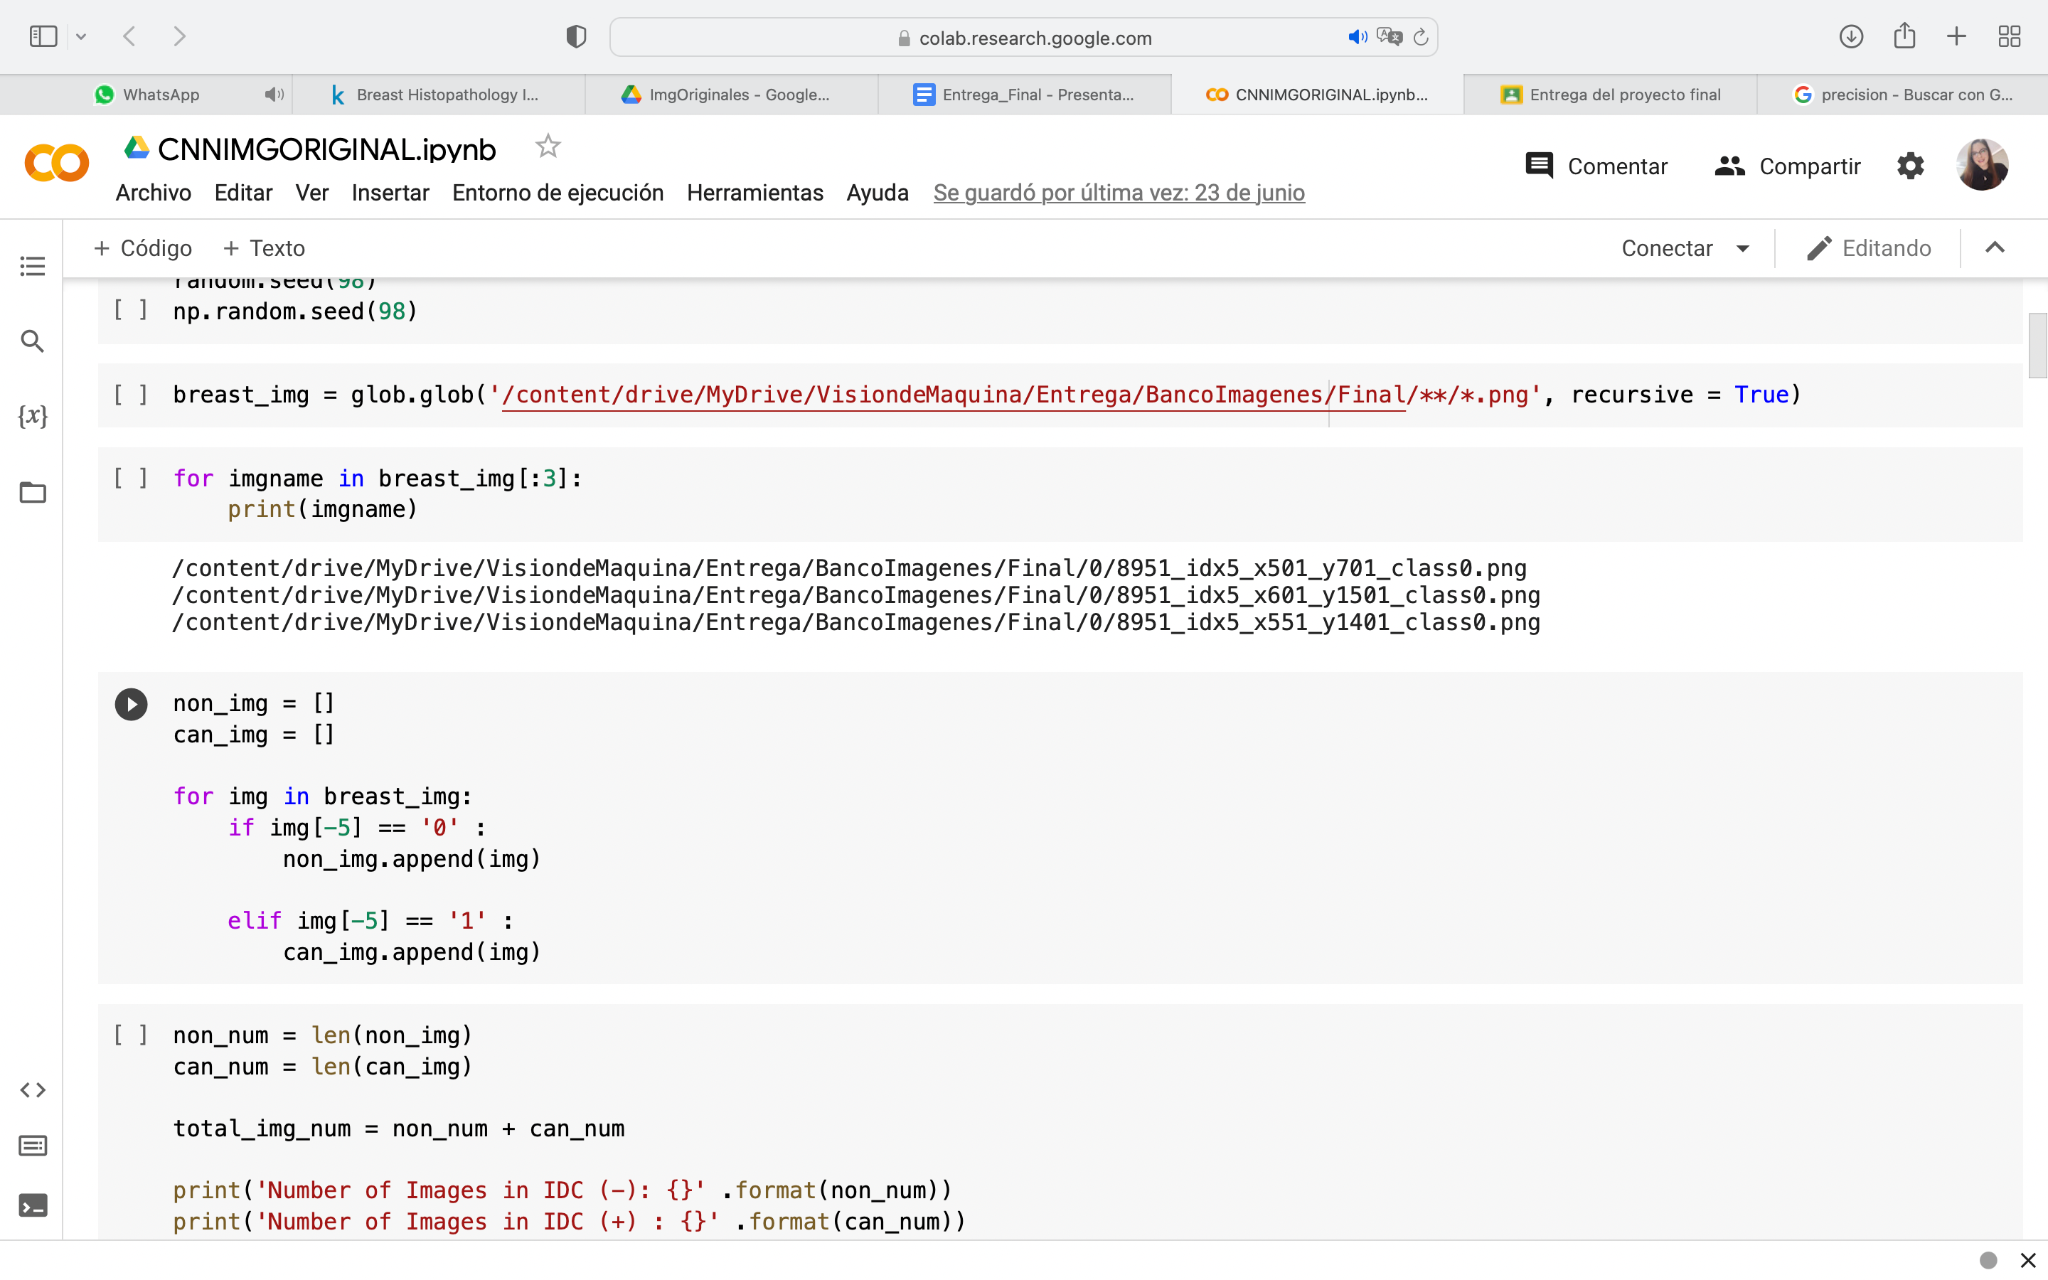 colab.research.google.com
WhatsApp
Breast Histopathology I...
ImgOriginales - Google...
Entrega_Final - Presenta...
CNNIMGORIGINAL.ipynb...
Entrega del proyecto final
precision - Buscar con G...
CNNIMGORIGINAL.ipynb
Comentar
Compartir
Archivo Editar Ver Insertar Entorno de ejecución Herramientas Ayuda Se guardó por última vez: 23 de junio
+ Código + Texto
Conectar
Editando
random.seed(98)
[ ] np.random.seed(98)
[ ] breast_img = glob.glob('/content/drive/MyDrive/VisiondeMaquina/Entrega/BancoImagenes/Final/**/*.png', recursive = True)
[ ] for imgname in breast_img[:3]:
print(imgname)
/content/drive/MyDrive/VisiondeMaquina/Entrega/BancoImagenes/Final/0/8951_idx5_x501_y701_class0.png
/content/drive/MyDrive/VisiondeMaquina/Entrega/BancoImagenes/Final/0/8951_idx5_x601_y1501_class0.png
/content/drive/MyDrive/VisiondeMaquina/Entrega/BancoImagenes/Final/0/8951_idx5_x551_y1401_class0.png
non_img = []
can_img = []
for img in breast_img:
if img[-5] == '0' :
non_img.append(img)
elif img[-5] == '1' :
can_img.append(img)
[ ] non_num = len(non_img)
can_num = len(can_img)
total_img_num = non_num + can_num
print('Number of Images in IDC (-): {}' .format(non_num))
print('Number of Images in IDC (+) : {}' .format(can_num))